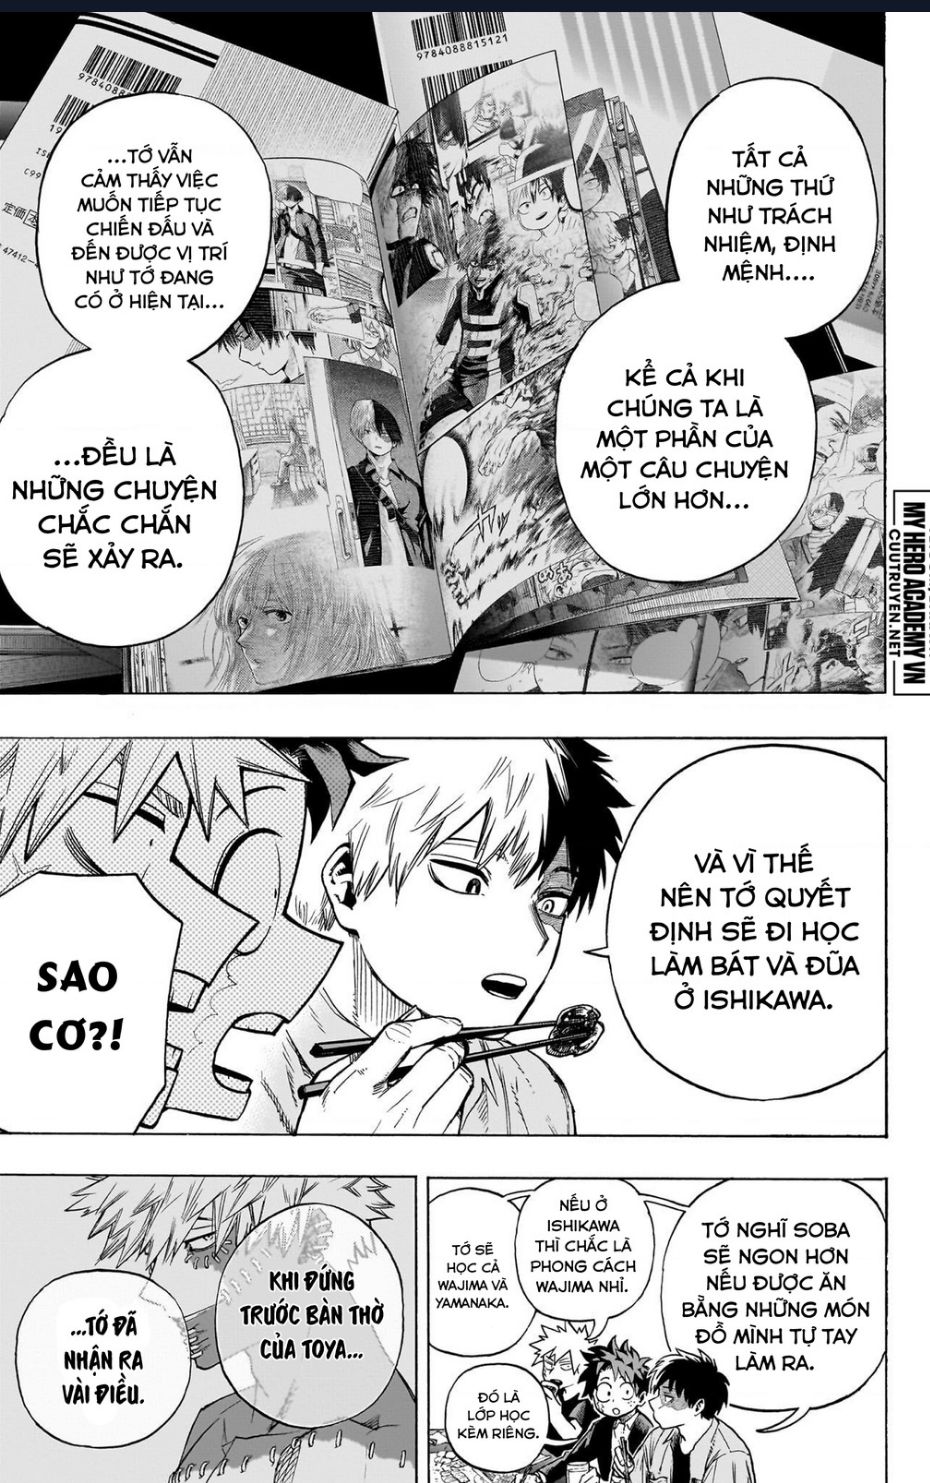 9784088815121
TẤT CẢ
NHỮNG THỨ
NHƯ TRÁCH
NHIỆM, ĐỊNH
MỆNH....
KỂ CẢ KHI
CHÚNG TA LÀ
MỘT PHẦN CỦA
MỘT CÂU CHUYỆN
LỚN HƠN...
...TỚ VẪN
CẢM THẤY VIỆC
MUỐN TIẾP TỤC
CHIẾN ĐẤU VÀ
ĐẾN ĐƯỢC VỊ TRÍ
NHƯ TỚ ĐANG
CÓ Ở HIỆN TẠI...
...ĐỀU LÀ
NHỮNG CHUYỆN
CHẮC CHẮN
SẼ XẢY RA.
定価
MY HERO ACADEMY VN
CUUTRUYEN.NET
VÀ VÌ THẾ
NÊN TỚ QUYẾT
ĐỊNH SẼ ĐI HỌC
LÀM BÁT VÀ ĐŨA
Ở ISHIKAWA.
SAO
CƠ?!
TỚ NGHĨ SOBA
SẼ NGON HƠN
NẾU ĐƯỢC ĂN
BẰNG NHỮNG MÓN
ĐỒ MÌNH TỰ TAY
LÀM RA.
NẾU Ở
ISHIKAWA
THÌ CHẮC LÀ
PHONG CÁCH
WAJIMA NHỈ.
TỚ SẼ
HỌC CẢ
WAJIMA VÀ
YAMANAKA.
ĐÓ LÀ
LỚP HỌC
KÈM RIÊNG.
KHI ĐỨNG
TRƯỚC BÀN THỜ
CỦA TOYA...
...TỚ ĐÃ
NHẬN RA
VÀI ĐIỀU.